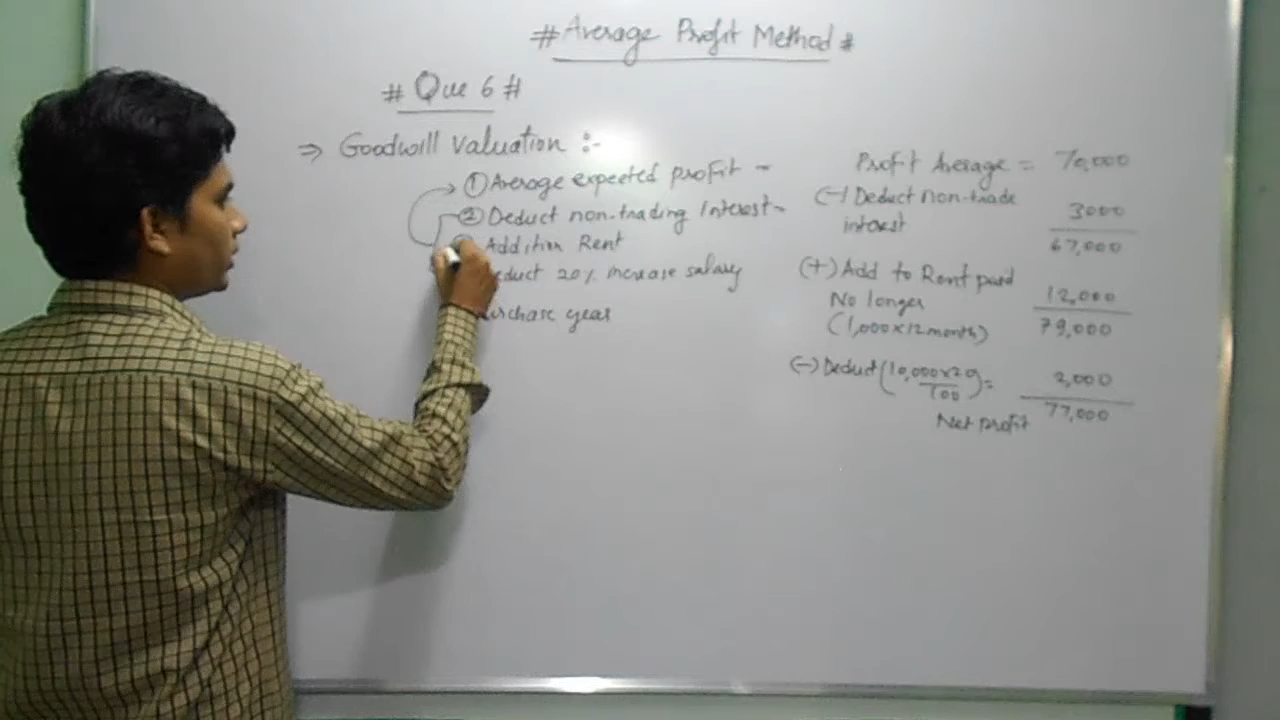 # Average Profit Method #
# Que 6 #
⇒ Goodwill Valuation :-
① Average expected profit -
② Deduct non-trading Interest-
Addition Rent
educt 20% increase salary
urchase year
Profit Average = 70,000
(-) Deduct non-trade
interest 3000
67,000
(+) Add to Rent paid
No longer 12,000
(1,000×12month) 79,000
(-) Deduct (10,000×20/100) = 2,000
Net profit 77,000